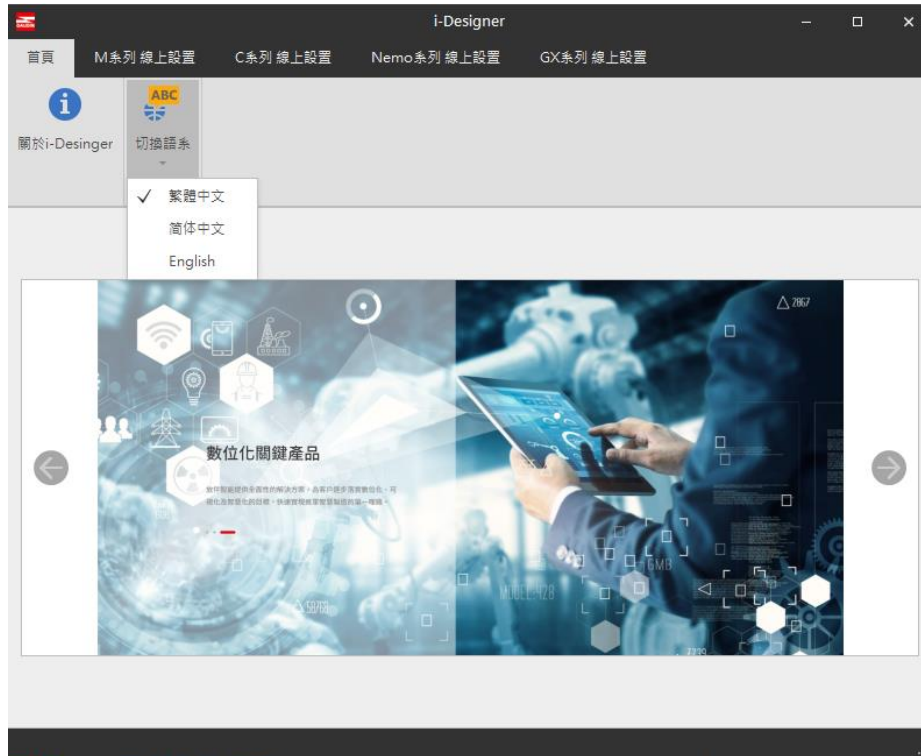 i-Designer
首頁 M系列 線上設置 C系列 線上設置 Nemo系列 線上設置 GX系列 線上設置
ABC
關於i-Desinger 切換語系
繁體中文
简体中文
English
2867
數位化關鍵產品
GMB